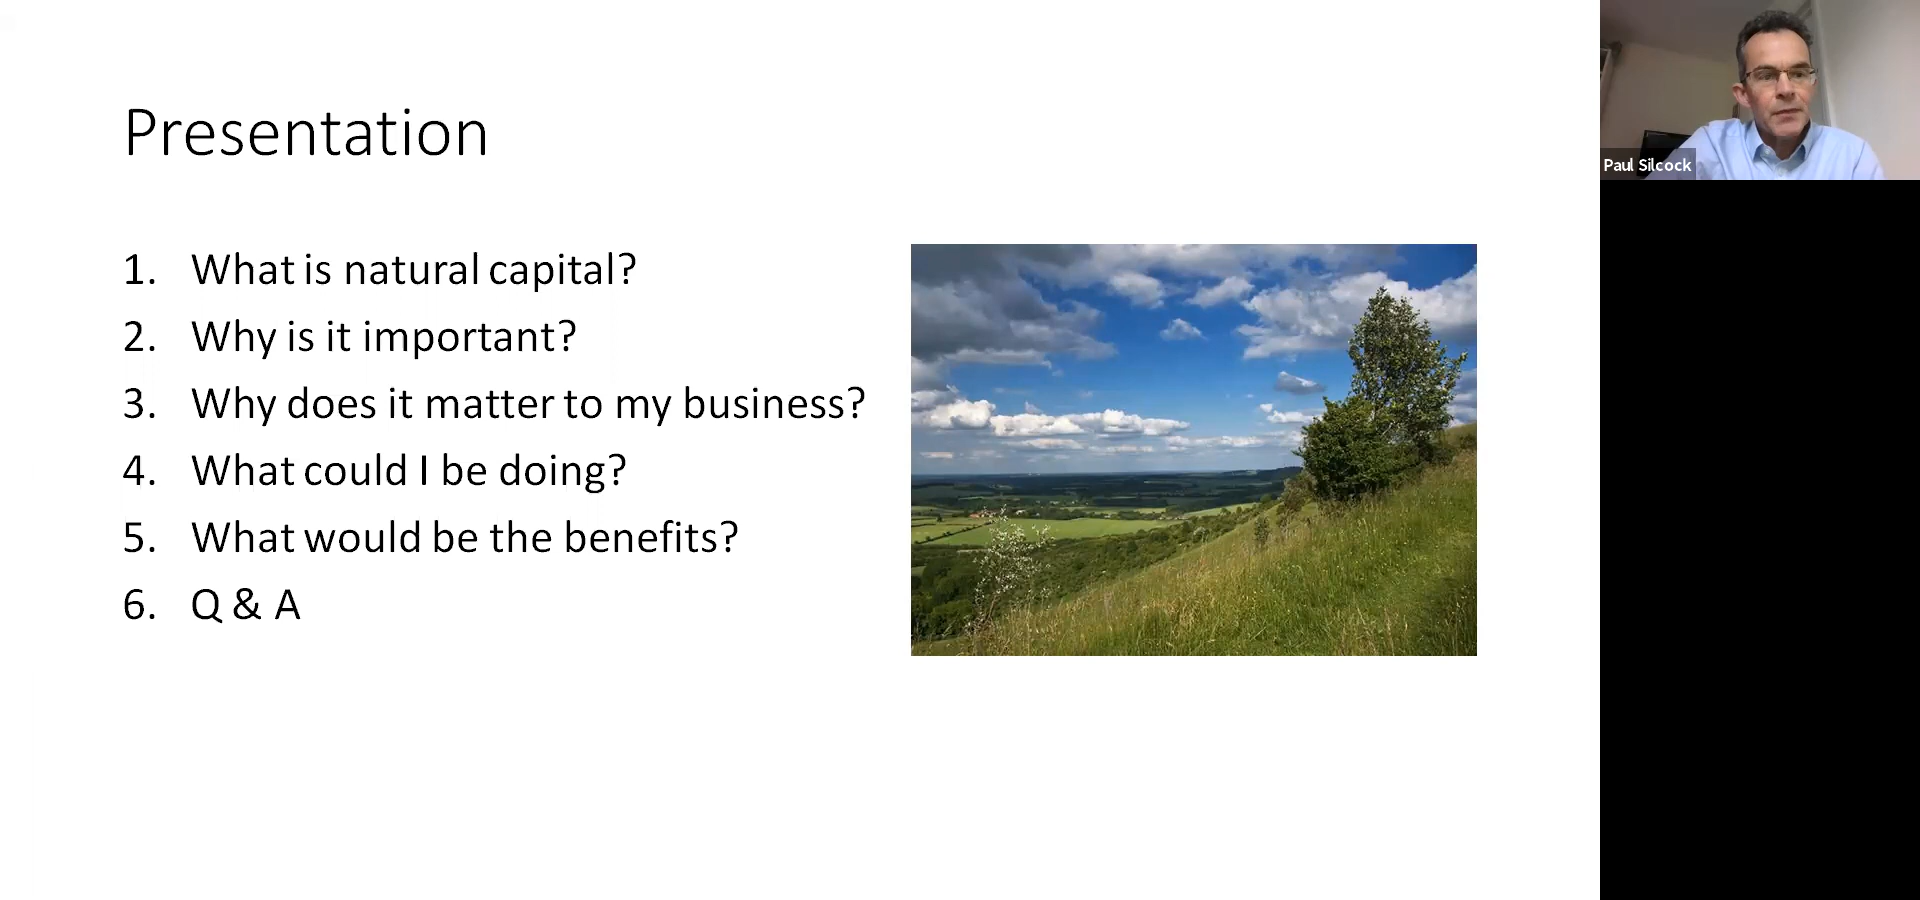 Presentation
1. What is natural capital?
2. Why is it important?
3. Why does it matter to my business?
4. What could I be doing?
5. What would be the benefits?
6. Q & A
Paul Silcock